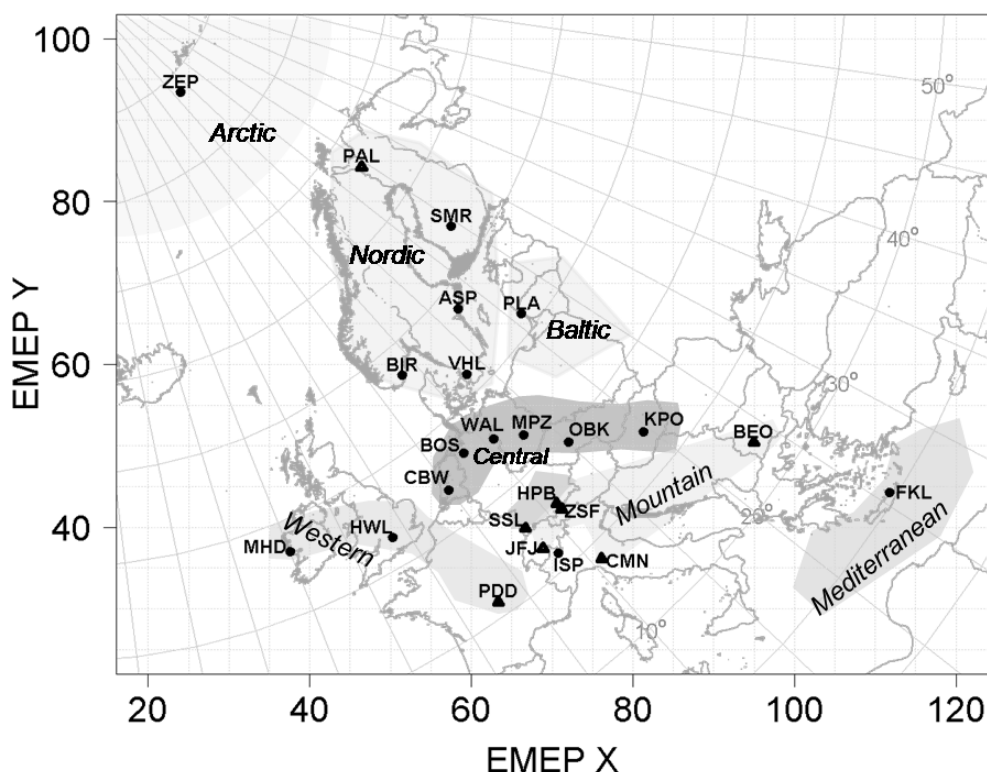 100
80
60
40
EMEP Y
20
40
60
80
100
120
EMEP X
50°
40°
30°
20°
10°
ZEP
Arctic
PAL
SMR
Nordic
ASP
PLA
Baltic
BIR
VHL
WAL
MPZ
OBK
KPO
BEO
BOS
Central
CBW
HPB
ZSF
Mountain
FKL
SSL
Western
HWL
MHD
JFJ
ISP
CMN
PDD
Mediterranean